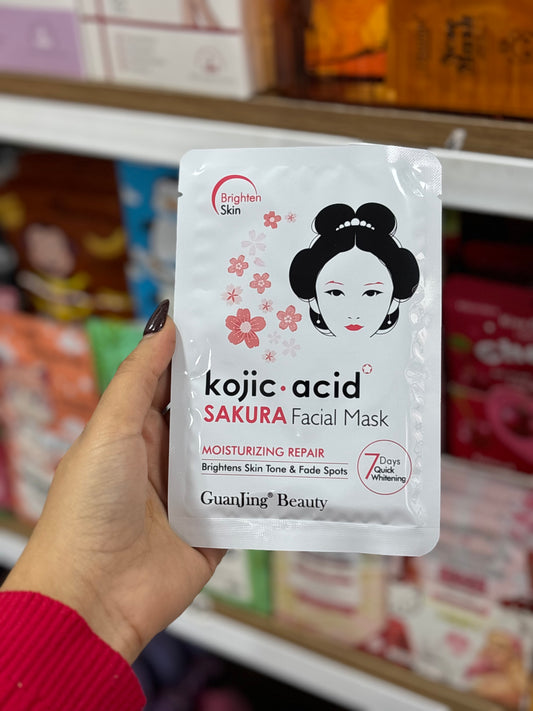 Brighten
Skin
kojic·acid
SAKURA Facial Mask
MOISTURIZING REPAIR
Brightens Skin Tone & Fade Spots
7 Days
Quick
Whitening
GuanJing® Beauty